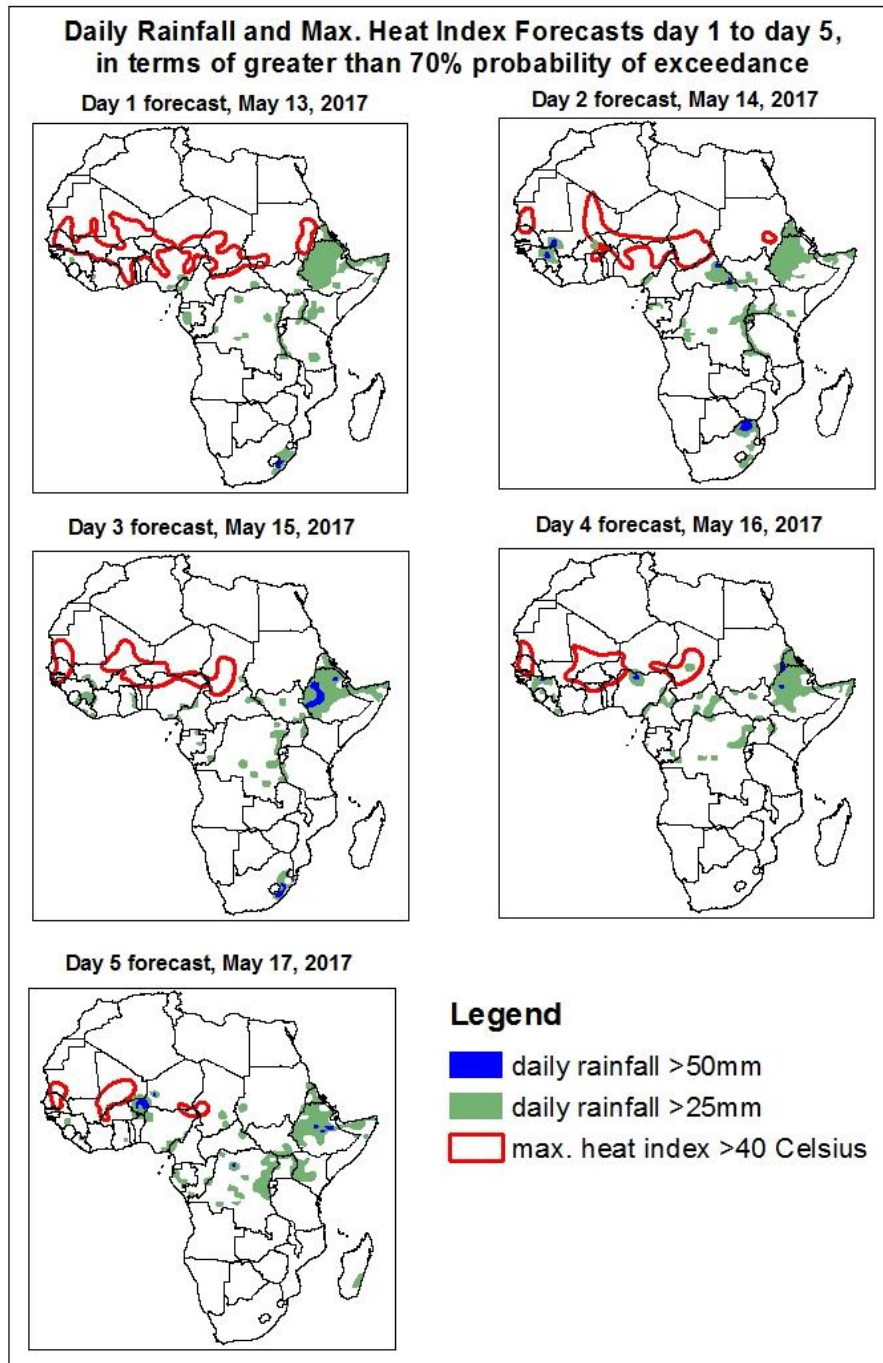 Daily Rainfall and Max. Heat Index Forecasts day 1 to day 5,
in terms of greater than 70% probability of exceedance
Day 1 forecast, May 13, 2017
Day 2 forecast, May 14, 2017
Day 3 forecast, May 15, 2017
Day 4 forecast, May 16, 2017
Day 5 forecast, May 17, 2017
Legend
daily rainfall >50mm
daily rainfall >25mm
max. heat index >40 Celsius